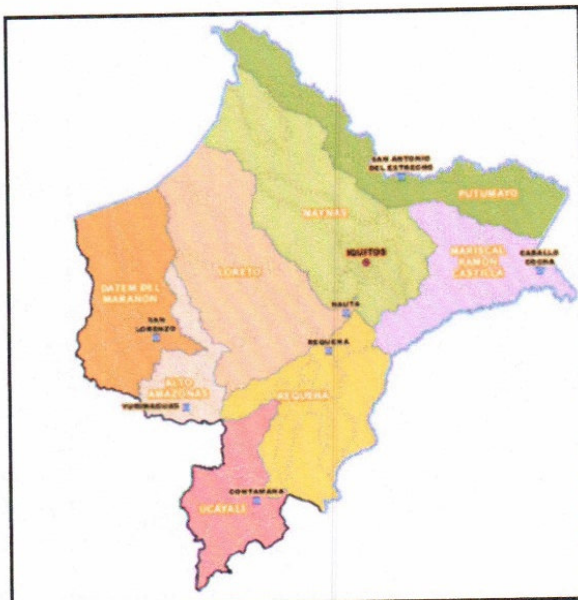 SAN ANTONIO
DEL ESTRECHO
PUTUMAYO
MAYNAS
MARISCAL
RAMON
CASTILLA
CABALLO
COCHA
IQUITOS
LORETO
DATEM DEL
MARAÑON
NAUTA
SAN
LORENZO
REQUENA
ALTO
AMAZONAS
REQUENA
YURIMAGUAS
CONTAMANA
UCAYALI